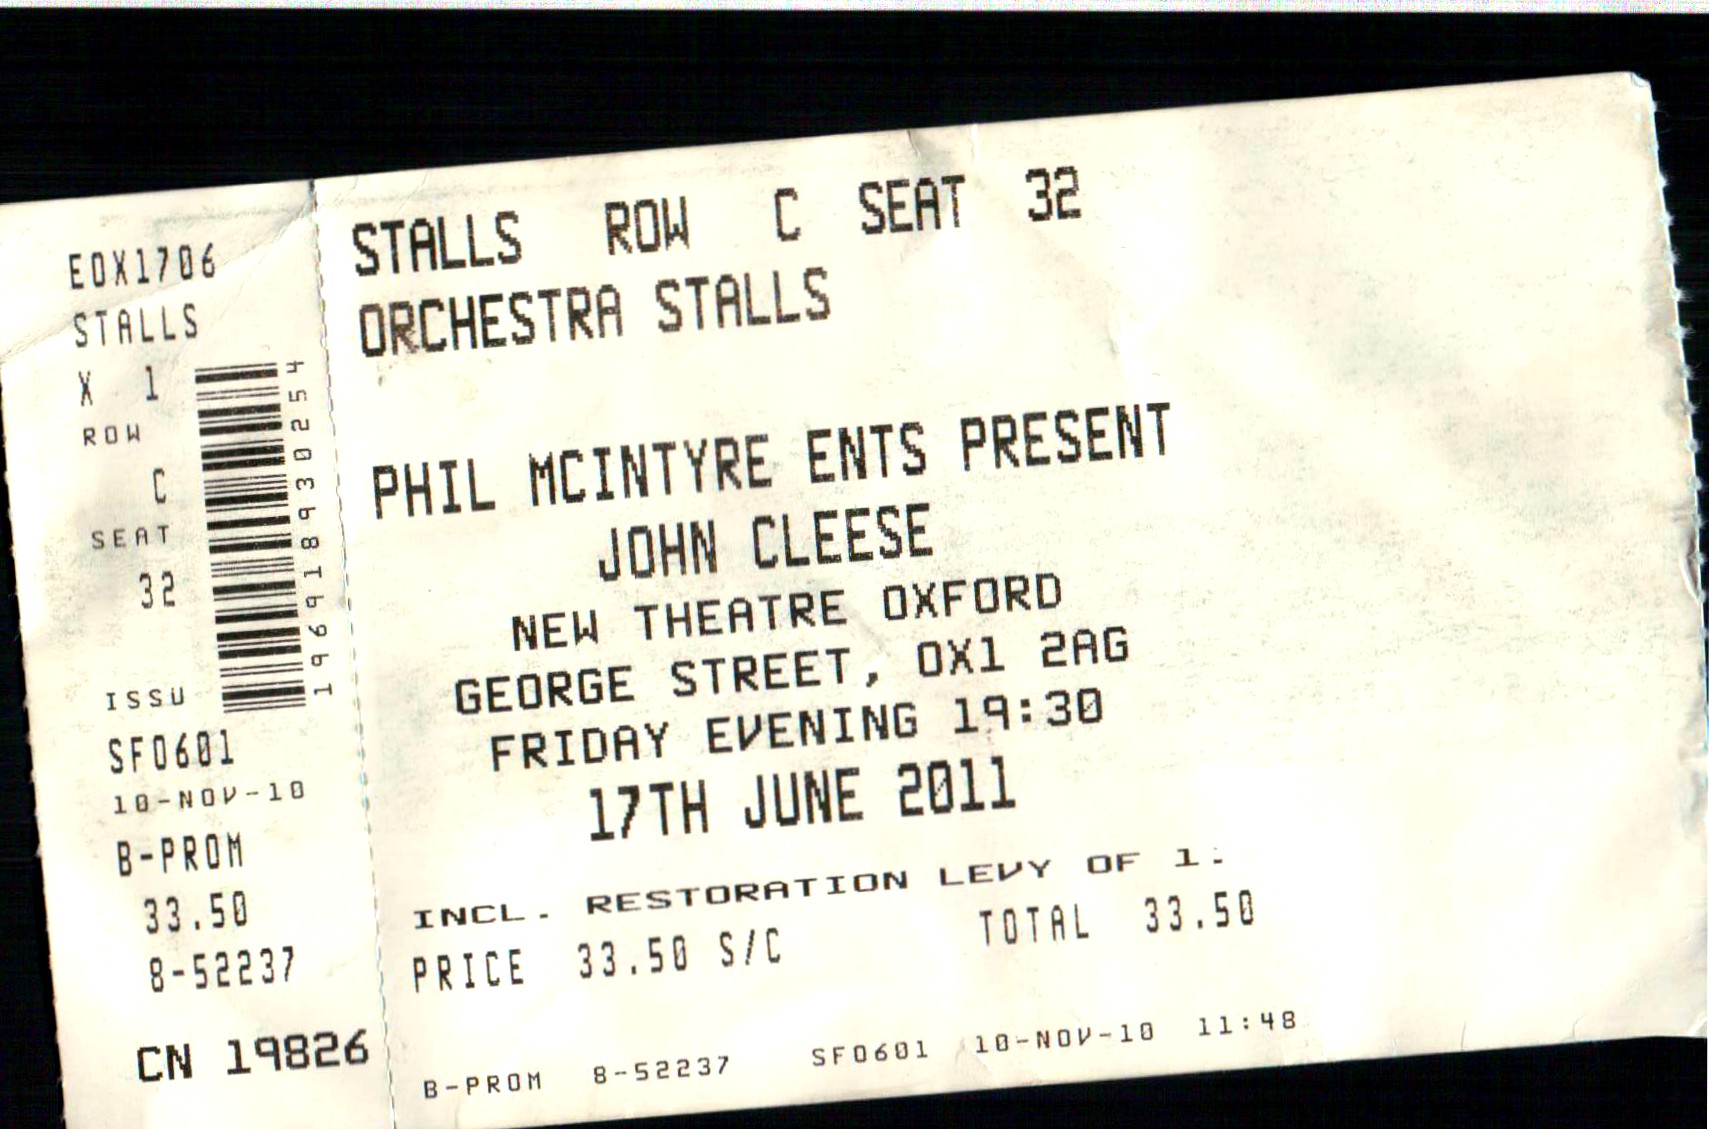 EOX1706
STALLS
X 1
ROW
C
SEAT
32
ISSU
SFO601
10-NOV-10
B-PROM
33.50
8-52237
CN 19826
196918930254
STALLS ROW C SEAT 32
ORCHESTRA STALLS
PHIL MCINTYRE ENTS PRESENT
JOHN CLEESE
NEW THEATRE OXFORD
GEORGE STREET, OX1 2AG
FRIDAY EVENING 19:30
17TH JUNE 2011
INCL. RESTORATION LEVY OF 1.
PRICE 33.50 S/C TOTAL 33.50
B-PROM 8-52237 SFO601 10-NOV-10 11:48